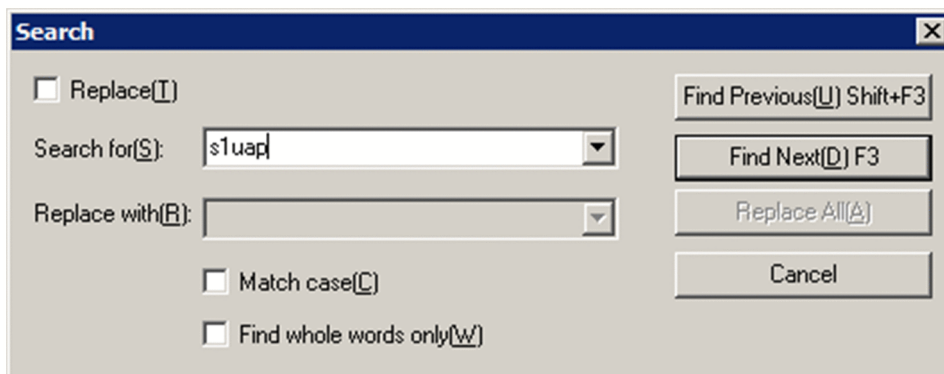 Search
Replace(T)
Find Previous(U) Shift+F3
Search for(S): s1uap
Find Next(D) F3
Replace with(R):
Replace All(A)
Match case(C)
Cancel
Find whole words only(W)